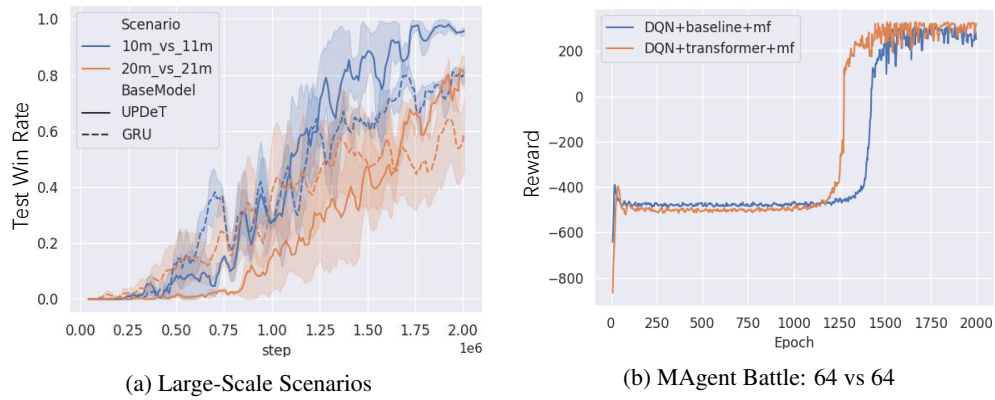 Scenario
10m_vs_11m
20m_vs_21m
BaseModel
UPDeT
GRU
Test Win Rate
1.0
0.8
0.6
0.4
0.2
0.0
0.00 0.25 0.50 0.75 1.00 1.25 1.50 1.75 2.00
step
1e6
(a) Large-Scale Scenarios
DQN+baseline+mf
DQN+transformer+mf
Reward
200
0
−200
−400
−600
−800
0 250 500 750 1000 1250 1500 1750 2000
Epoch
(b) MAgent Battle: 64 vs 64